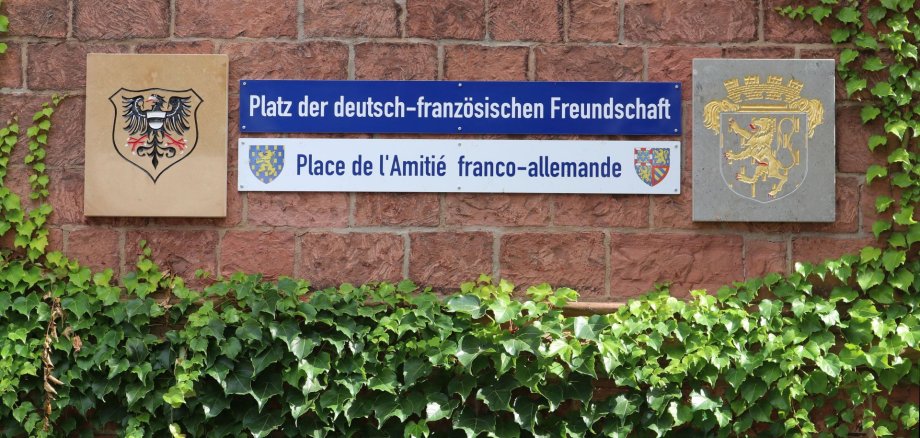 Platz der deutsch-französischen Freundschaft
Place de l'Amitié franco-allemande